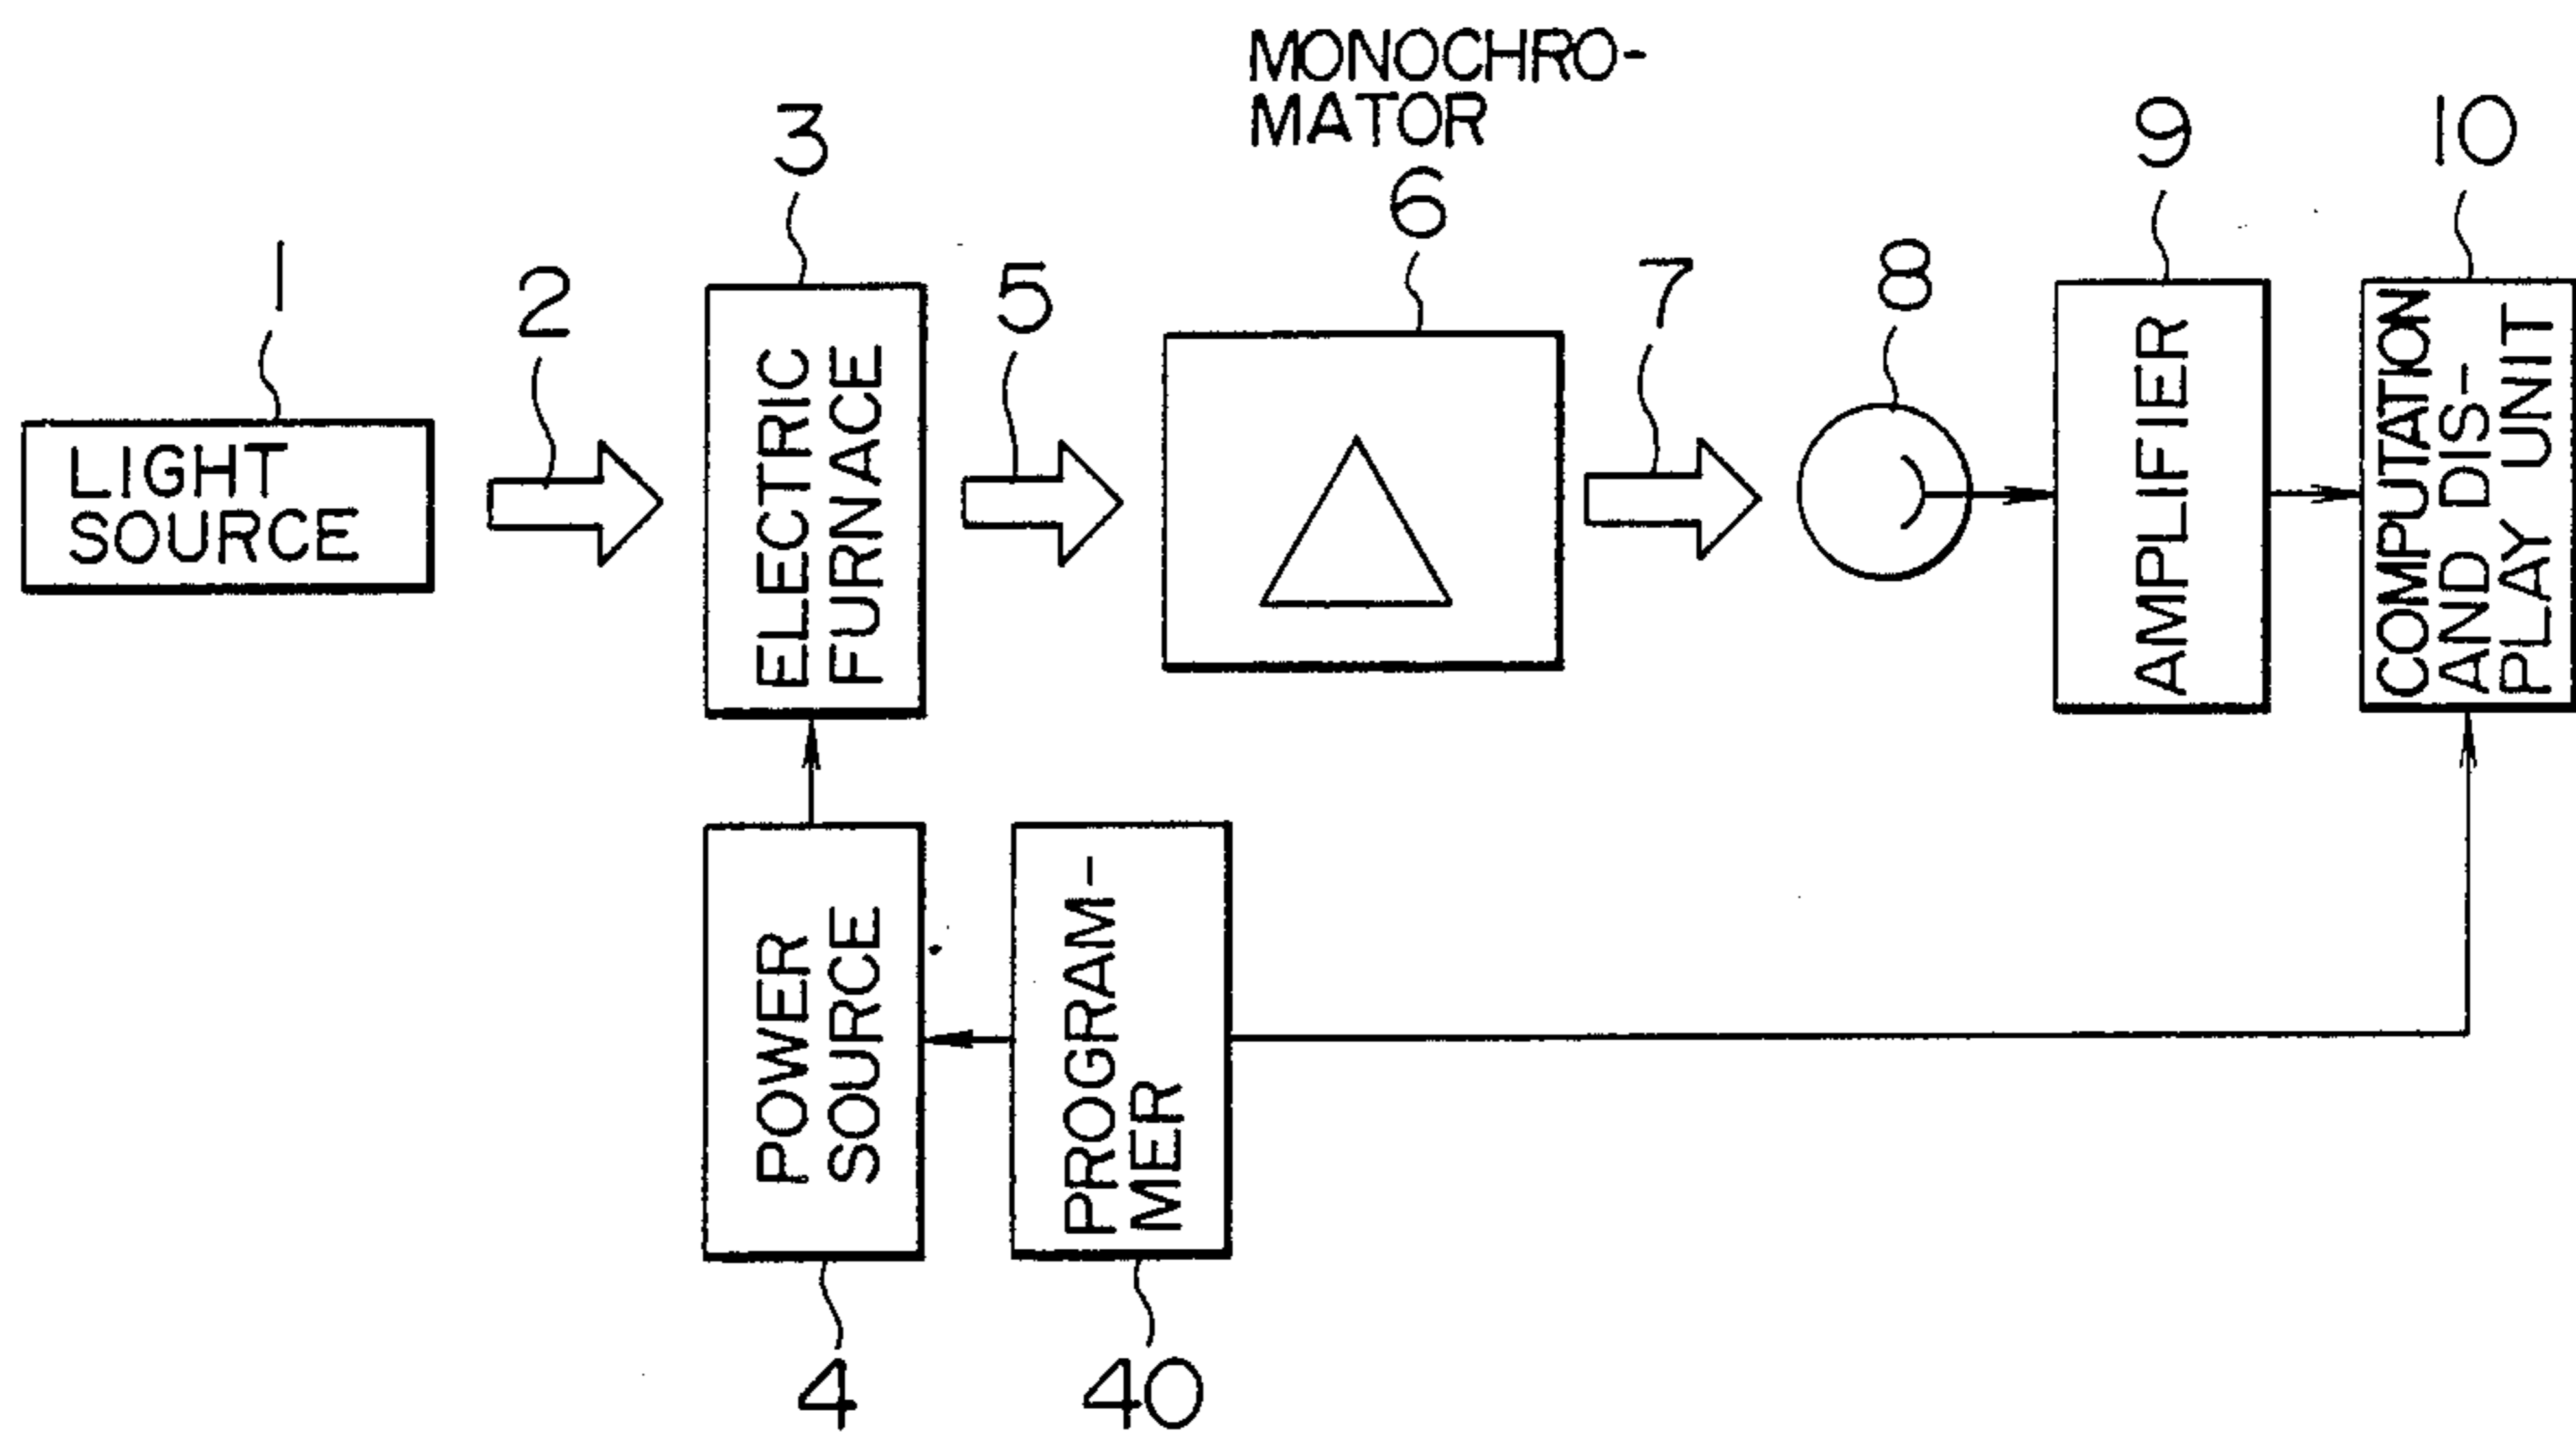 MONOCHRO-
MATOR
6
3
9
10
1
2
5
7
8
LIGHT
SOURCE
ELECTRIC
FURNACE
AMPLIFIER
COMPUTATION
AND DIS-
PLAY UNIT
POWER
SOURCE
PROGRAM-
MER
4
40